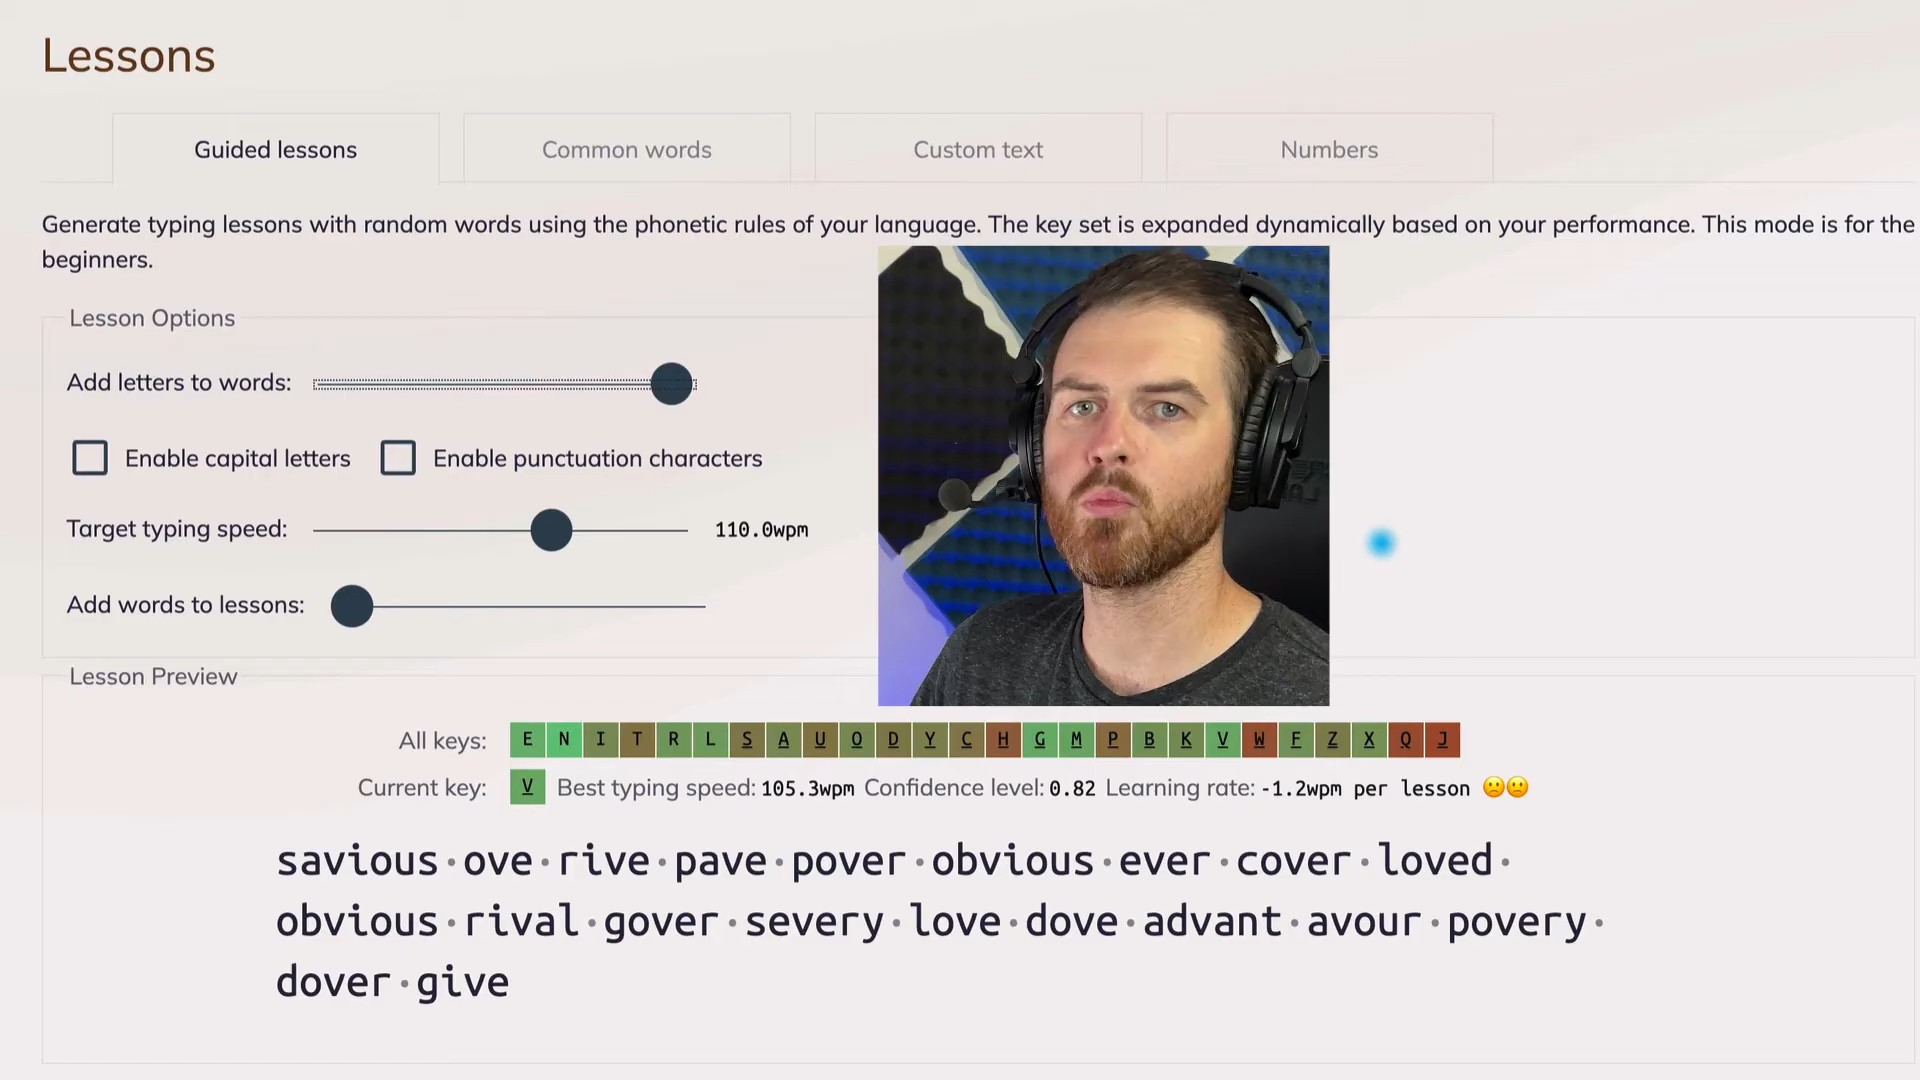 Lessons
Guided lessons
Common words
Custom text
Numbers
Generate typing lessons with random words using the phonetic rules of your language. The key set is expanded dynamically based on your performance. This mode is for the
beginners.
Lesson Options
Add letters to words:
Enable capital letters
Enable punctuation characters
Target typing speed:
110.0wpm
Add words to lessons:
Lesson Preview
All keys: E N I T R L S A U O D Y C H G M P B K V W F Z X Q J
Current key: V Best typing speed: 105.3wpm Confidence level: 0.82 Learning rate: -1.2wpm per lesson 🙁🙁
savious·ove·rive·pave·pover·obvious·ever·cover·loved·
obvious·rival·gover·severy·love·dove·advant·avour·povery·
dover·give